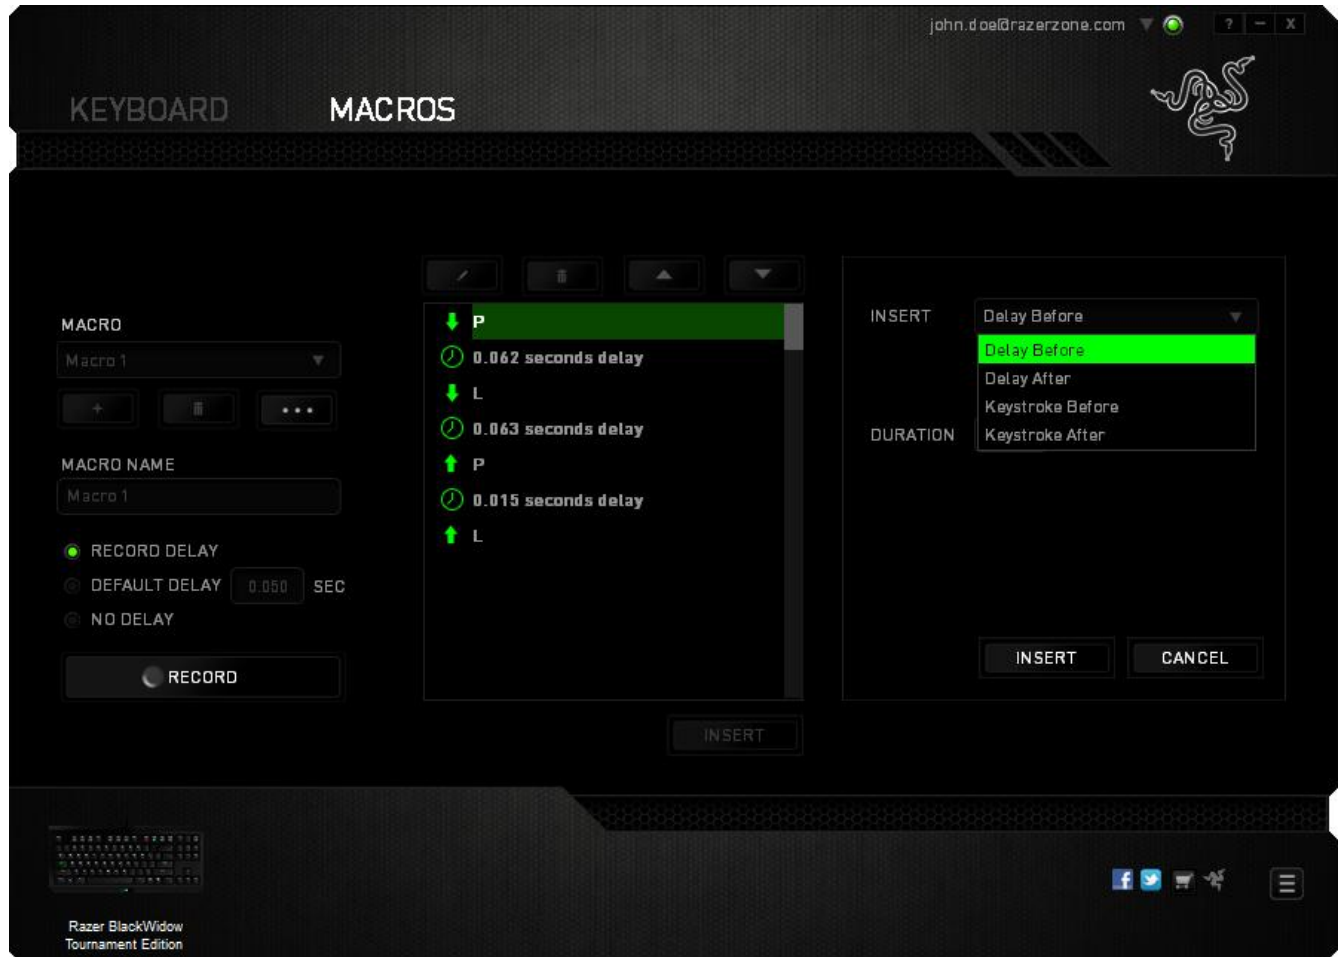 john.doe@razerzone.com
? – X
KEYBOARD MACROS
MACRO
Macro 1
+
...
MACRO NAME
Macro 1
RECORD DELAY
DEFAULT DELAY 0.050 SEC
NO DELAY
RECORD
P
0.062 seconds delay
L
0.063 seconds delay
P
0.015 seconds delay
L
INSERT
INSERT Delay Before
Delay Before
Delay After
Keystroke Before
Keystroke After
DURATION
INSERT CANCEL
Razer BlackWidow
Tournament Edition